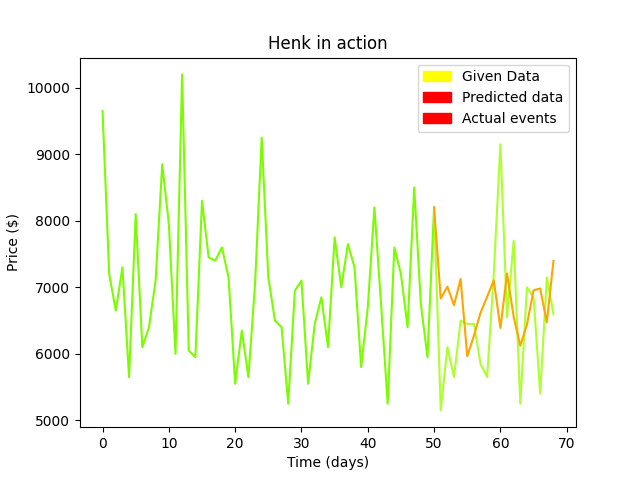 Henk in action
Given Data
Predicted data
Actual events
Price ($)
10000
9000
8000
7000
6000
5000
0 10 20 30 40 50 60 70
Time (days)